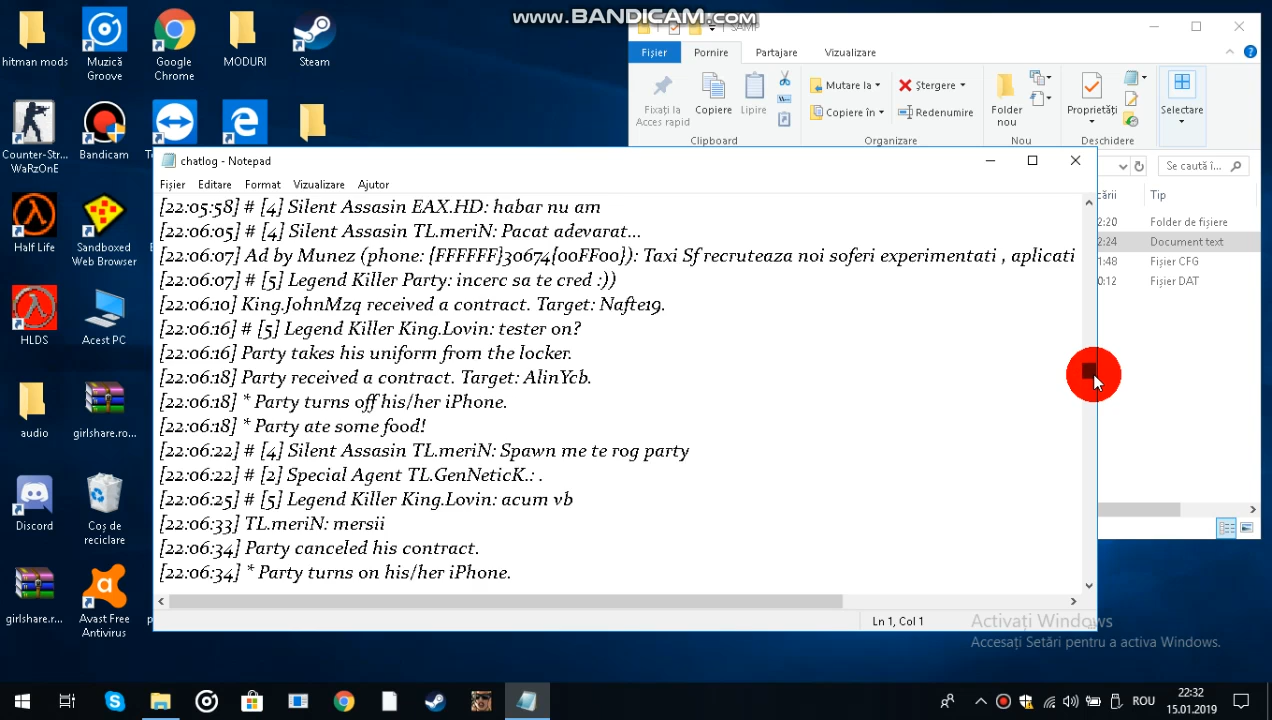 www.BANDICAM.com
SAMP
hitman mods
Muzică Groove
Google Chrome
MODURI
Steam
Fișier Pornire Partajare Vizualizare
Fixați la Acces rapid
Copiere
Lipire
Mutare la
Copiere în
Ștergere
Redenumire
Folder nou
Proprietăți
Selectare
Clipboard Organizare Nou Deschidere
Counter-Str... WaRzOnE
Bandicam
Se caută î...
Tip
2:20 Folder de fișiere
2:24 Document text
1:48 Fișier CFG
0:12 Fișier DAT
chatlog - Notepad
Fișier Editare Format Vizualizare Ajutor
[22:05:58] # [4] Silent Assasin EAX.HD: habar nu am
[22:06:05] # [4] Silent Assasin TL.meriN: Pacat adevarat...
[22:06:07] Ad by Munez (phone: {FFFFFF}30674{00FF00}): Taxi Sf recruteaza noi soferi experimentati , aplicati
[22:06:07] # [5] Legend Killer Party: incerc sa te cred :))
[22:06:10] King.JohnMzq received a contract. Target: Nafte19.
[22:06:16] # [5] Legend Killer King.Lovin: tester on?
[22:06:16] Party takes his uniform from the locker.
[22:06:18] Party received a contract. Target: AlinYcb.
[22:06:18] * Party turns off his/her iPhone.
[22:06:18] * Party ate some food!
[22:06:22] # [4] Silent Assasin TL.meriN: Spawn me te rog party
[22:06:22] # [2] Special Agent TL.GenNeticK.: .
[22:06:25] # [5] Legend Killer King.Lovin: acum vb
[22:06:33] TL.meriN: mersii
[22:06:34] Party canceled his contract.
[22:06:34] * Party turns on his/her iPhone.
Ln 1, Col 1
Half Life
Sandboxed Web Browser
HLDS
Acest PC
audio
girlshare.ro...
Discord
Coș de reciclare
girlshare.r...
Avast Free Antivirus
Activați Windows
Accesați Setări pentru a activa Windows.
ROU
22:32
15.01.2019